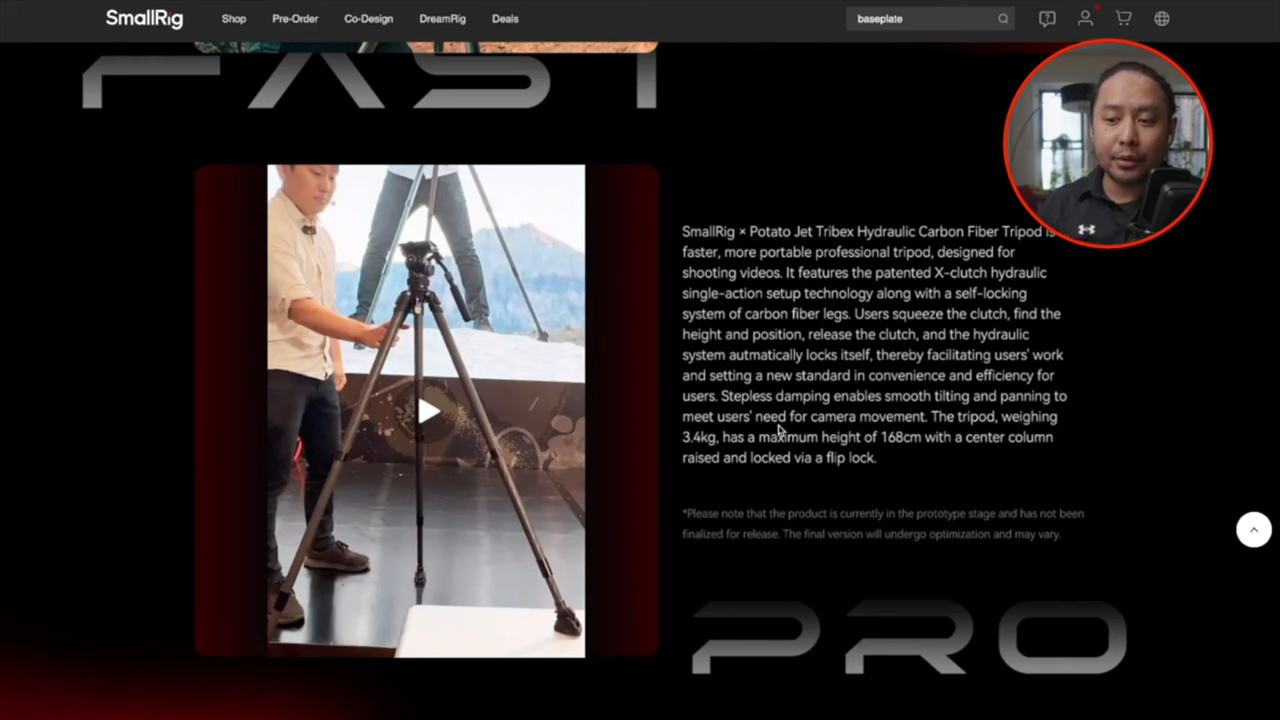 SmallRig
Shop Pre-Order Co-Design DreamRig Deals
baseplate
FAST
SmallRig × Potato Jet Tribex Hydraulic Carbon Fiber Tripod is
faster, more portable professional tripod, designed for
shooting videos. It features the patented X-clutch hydraulic
single-action setup technology along with a self-locking
system of carbon fiber legs. Users squeeze the clutch, find the
height and position, release the clutch, and the hydraulic
system autmatically locks itself, thereby facilitating users' work
and setting a new standard in convenience and efficiency for
users. Stepless damping enables smooth tilting and panning to
meet users' need for camera movement. The tripod, weighing
3.4kg, has a maximum height of 168cm with a center column
raised and locked via a flip lock.
*Please note that the product is currently in the prototype stage and has not been
finalized for release. The final version will undergo optimization and may vary.
PRO